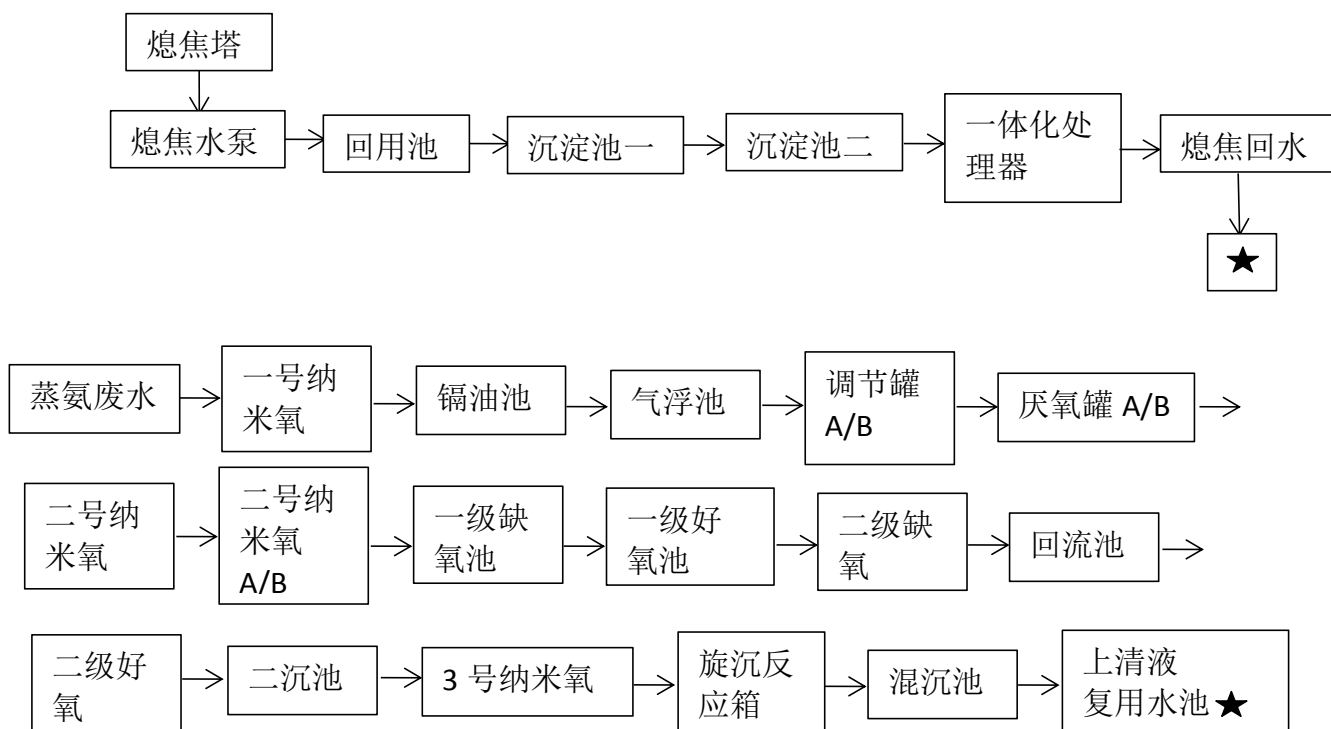 熄焦塔
熄焦水泵
回用池
沉淀池一
沉淀池二
一体化处
理器
熄焦回水
★
蒸氨废水
一号纳
米氧
镉油池
气浮池
调节罐
A/B
厌氧罐 A/B
二号纳
米氧
二号纳
米氧
A/B
一级缺
氧池
一级好
氧池
二级缺
氧
回流池
二级好
氧
二沉池
3 号纳米氧
旋沉反
应箱
混沉池
上清液
复用水池★